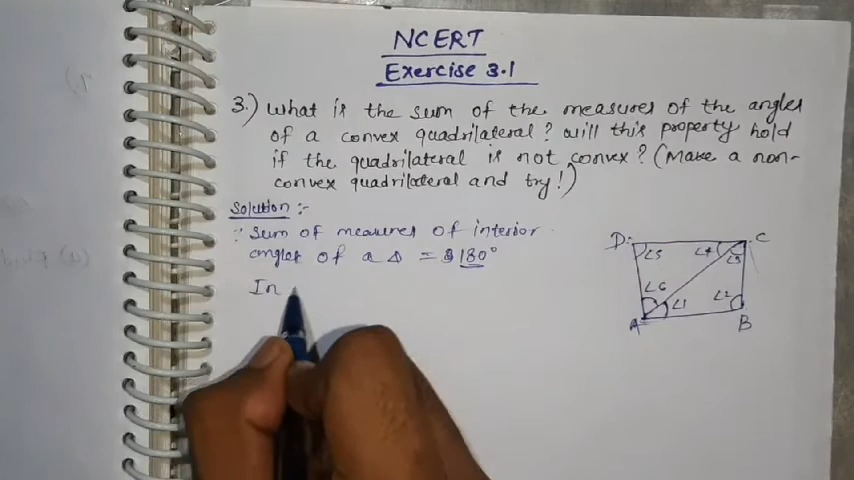 NCERT
Exercise 3.1
3.) What is the sum of the measures of the angles
of a convex quadrilateral? will this property hold
if the quadrilateral is not convex? (Make a non-
convex quadrilateral and try!)
Solution :-
∵ Sum of measures of interior
angles of a Δ = 180°
In
D C
∠5 ∠4 ∠3
∠6 ∠1 ∠2
A B